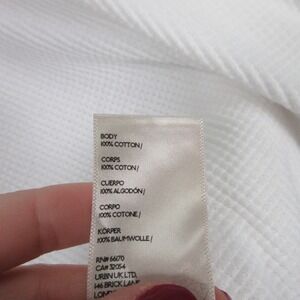 BODY
100% COTTON/
CORPS
100% COTON/
CUERPO
100% ALGODÓN/
CORPO
100% COTONE/
KÖRPER
100% BAUMWOLLE/
RN# 66170
CA# 32054
URBN UK LTD.
146 BRICK LANE